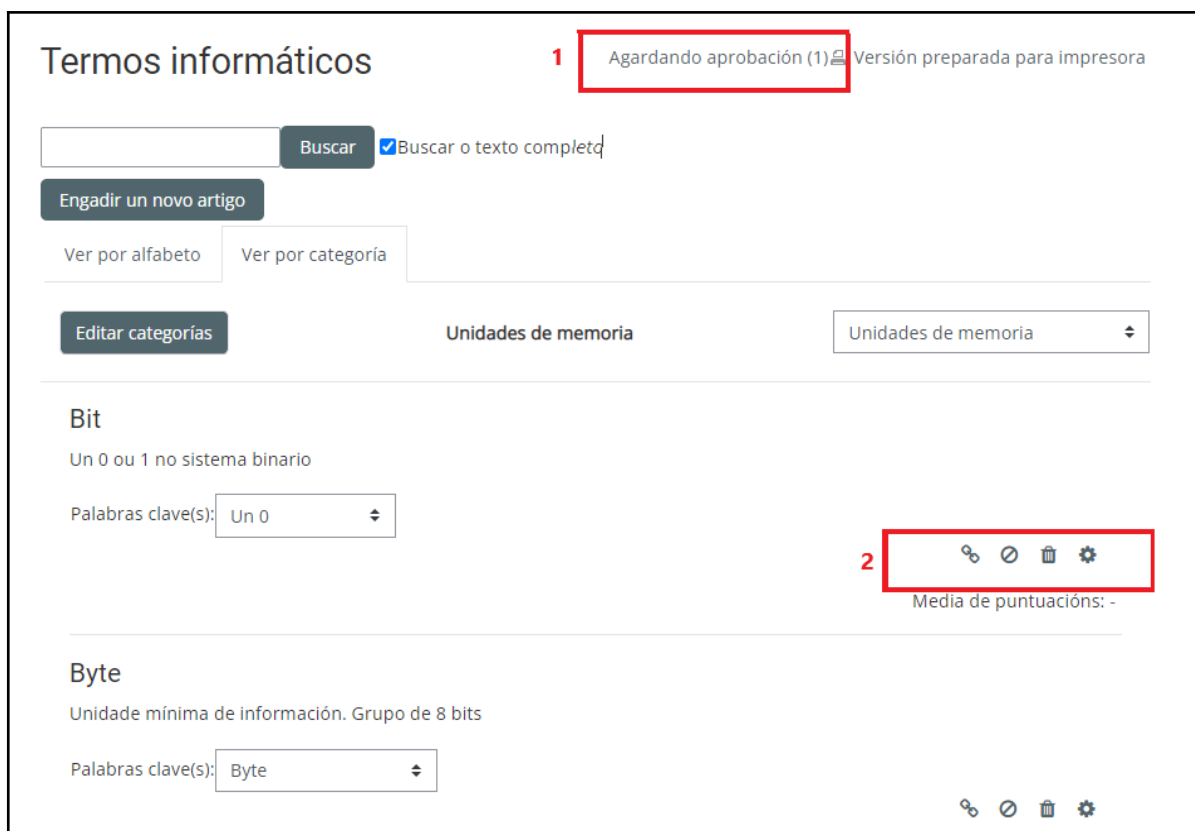 Termos informáticos
1
Agardando aprobación (1) Versión preparada para impresora
Buscar Buscar o texto completo
Engadir un novo artigo
Ver por alfabeto Ver por categoría
Editar categorías Unidades de memoria Unidades de memoria
Bit
Un 0 ou 1 no sistema binario
Palabras clave(s): Un 0
2
Media de puntuacións: -
Byte
Unidade mínima de información. Grupo de 8 bits
Palabras clave(s): Byte